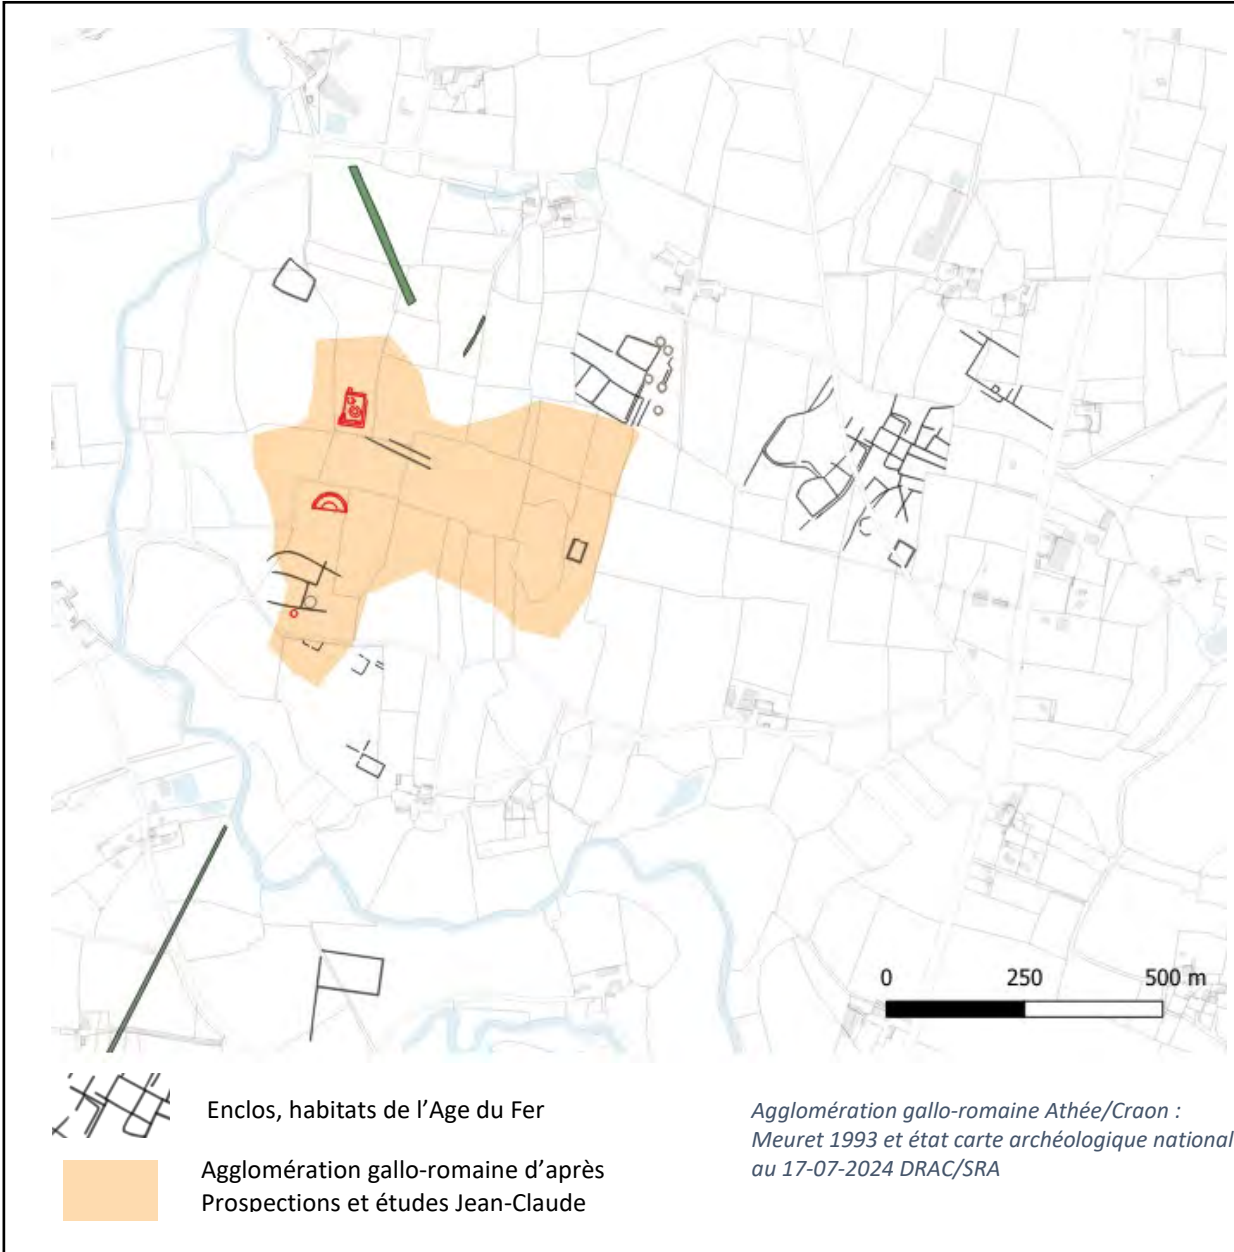 0 250 500 m
Enclos, habitats de l’Age du Fer
Agglomération gallo-romaine d’après
Prospections et études Jean-Claude
Agglomération gallo-romaine Athée/Craon :
Meuret 1993 et état carte archéologique national
au 17-07-2024 DRAC/SRA